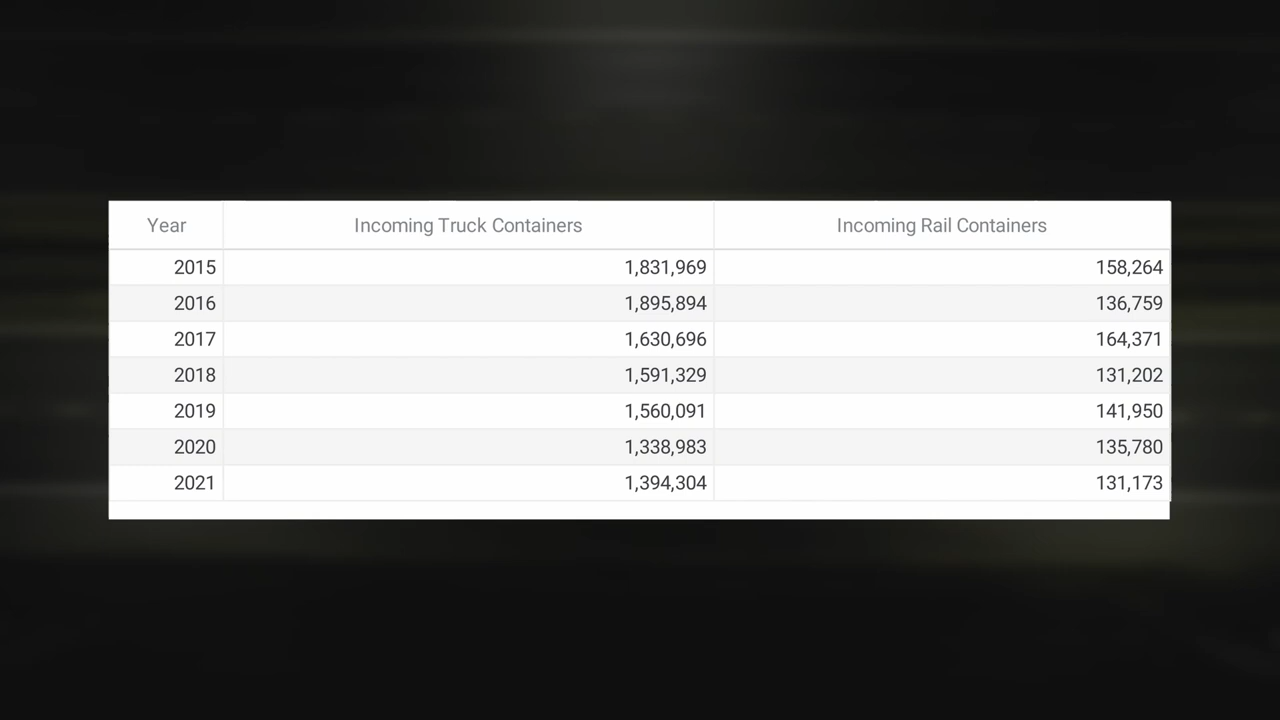 Year Incoming Truck Containers Incoming Rail Containers
2015 1,831,969 158,264
2016 1,895,894 136,759
2017 1,630,696 164,371
2018 1,591,329 131,202
2019 1,560,091 141,950
2020 1,338,983 135,780
2021 1,394,304 131,173